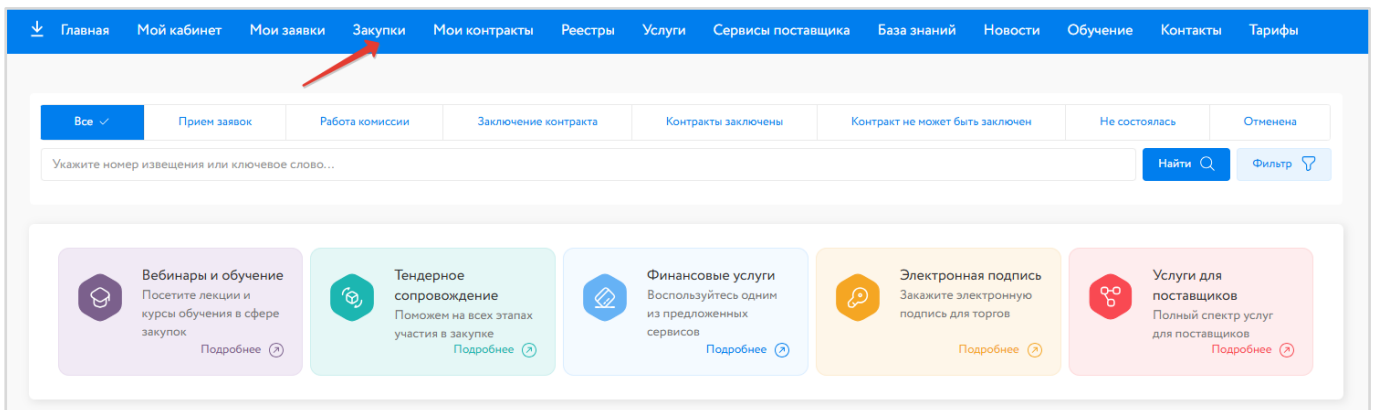 Главная Мой кабинет Мои заявки Закупки Мои контракты Реестры Услуги Сервисы поставщика База знаний Новости Обучение Контакты Тарифы
Все Прием заявок Работа комиссии Заключение контракта Контракты заключены Контракт не может быть заключен Не состоялась Отменена
Укажите номер извещения или ключевое слово...
Найти
Фильтр
Вебинары и обучение
Посетите лекции и
курсы обучения в сфере
закупок
Подробнее
Тендерное
сопровождение
Поможем на всех этапах
участия в закупке
Подробнее
Финансовые услуги
Воспользуйтесь одним
из предложенных
сервисов
Подробнее
Электронная подпись
Закажите электронную
подпись для торгов
Подробнее
Услуги для
поставщиков
Полный спектр услуг
для поставщиков
Подробнее